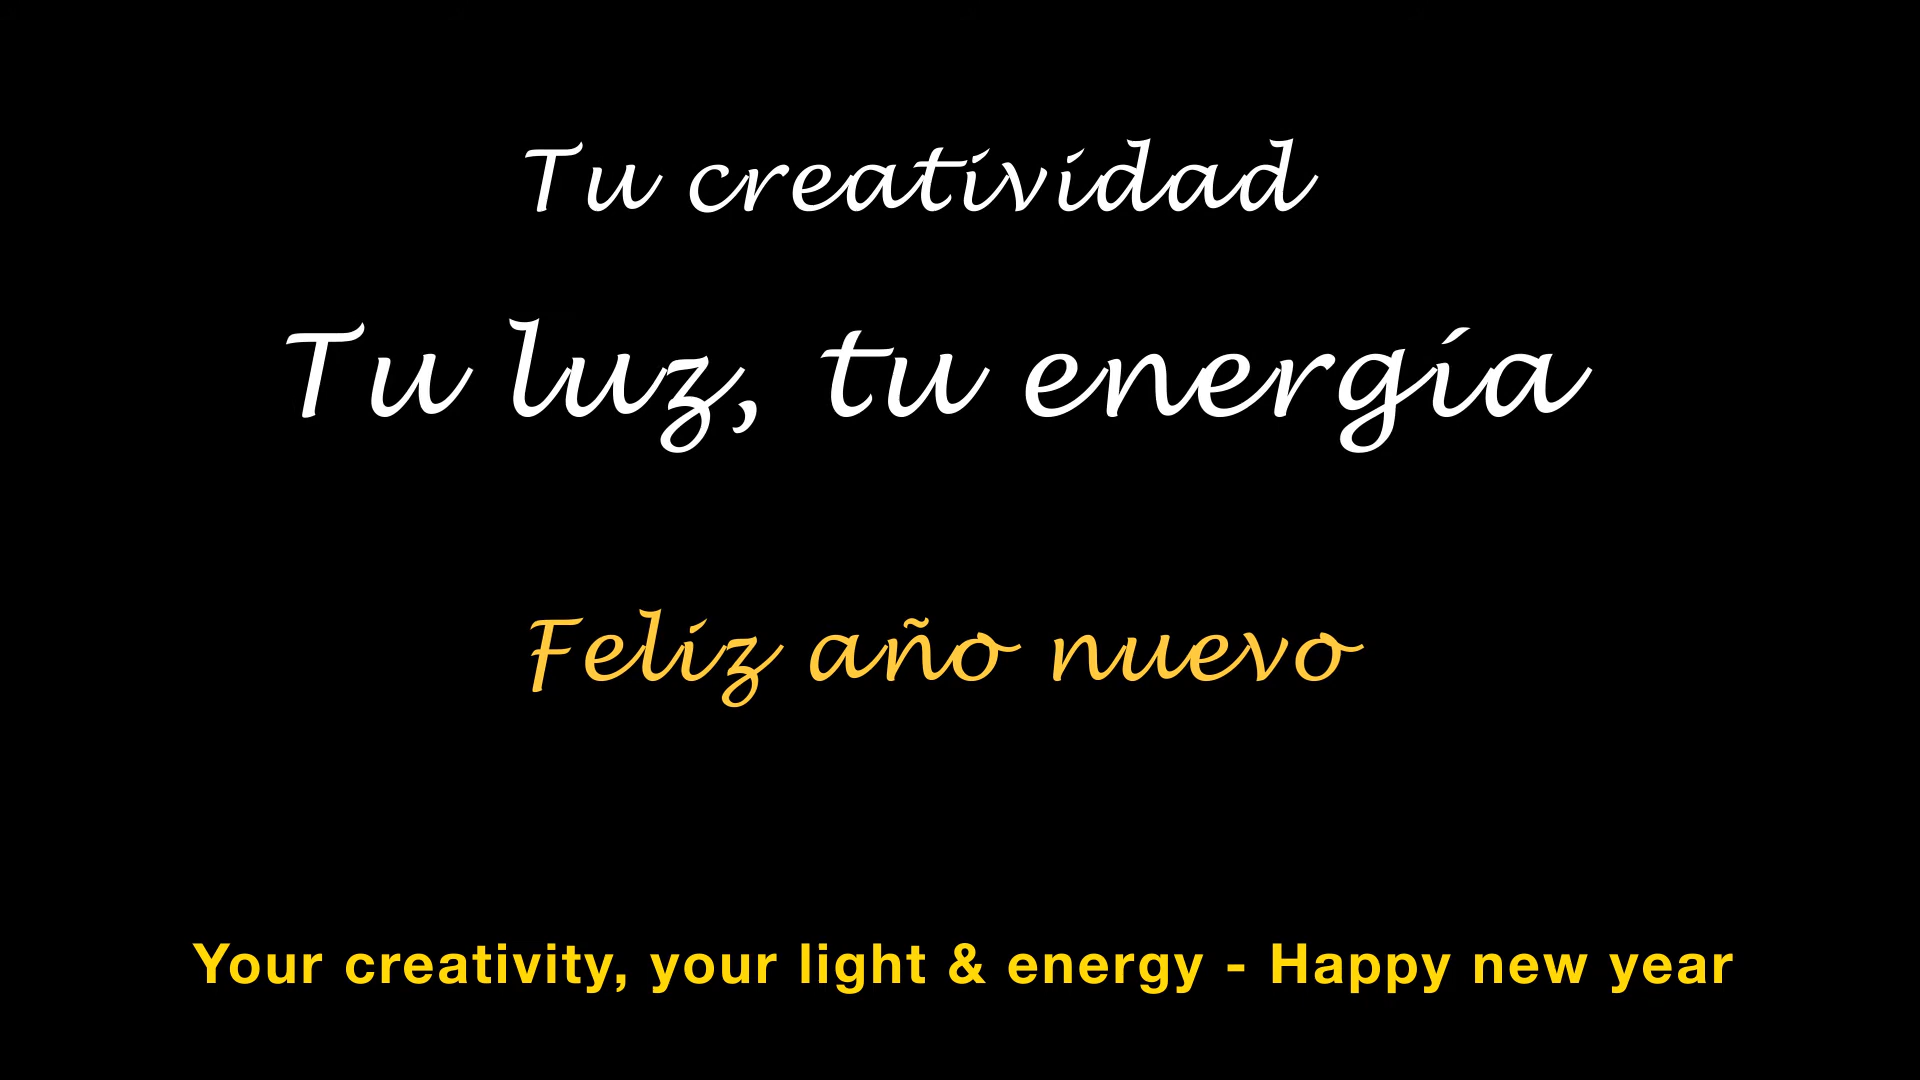 Tu creatividad
Tu luz, tu energía
Feliz año nuevo
Your creativity, your light & energy - Happy new year